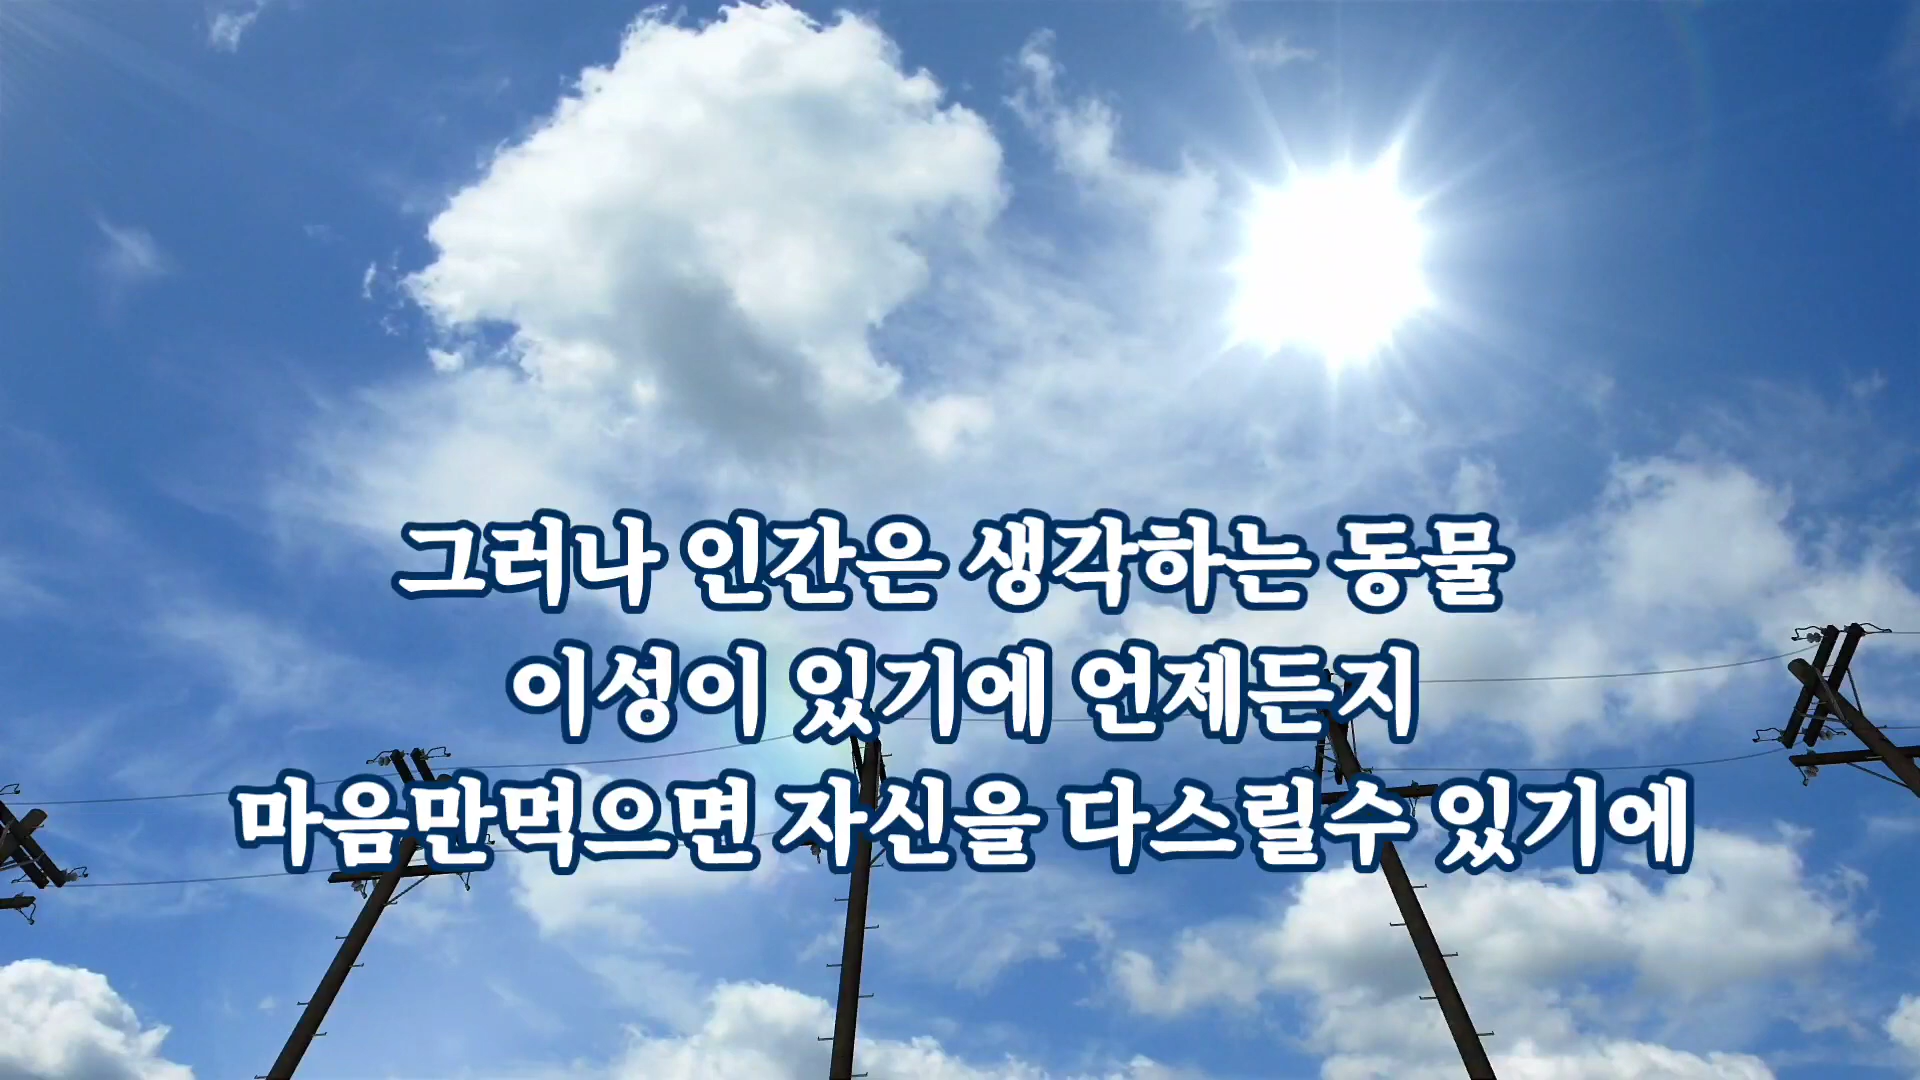 그러나 인간은 생각하는 동물
이성이 있기에 언제든지
마음만먹으면 자신을 다스릴수 있기에